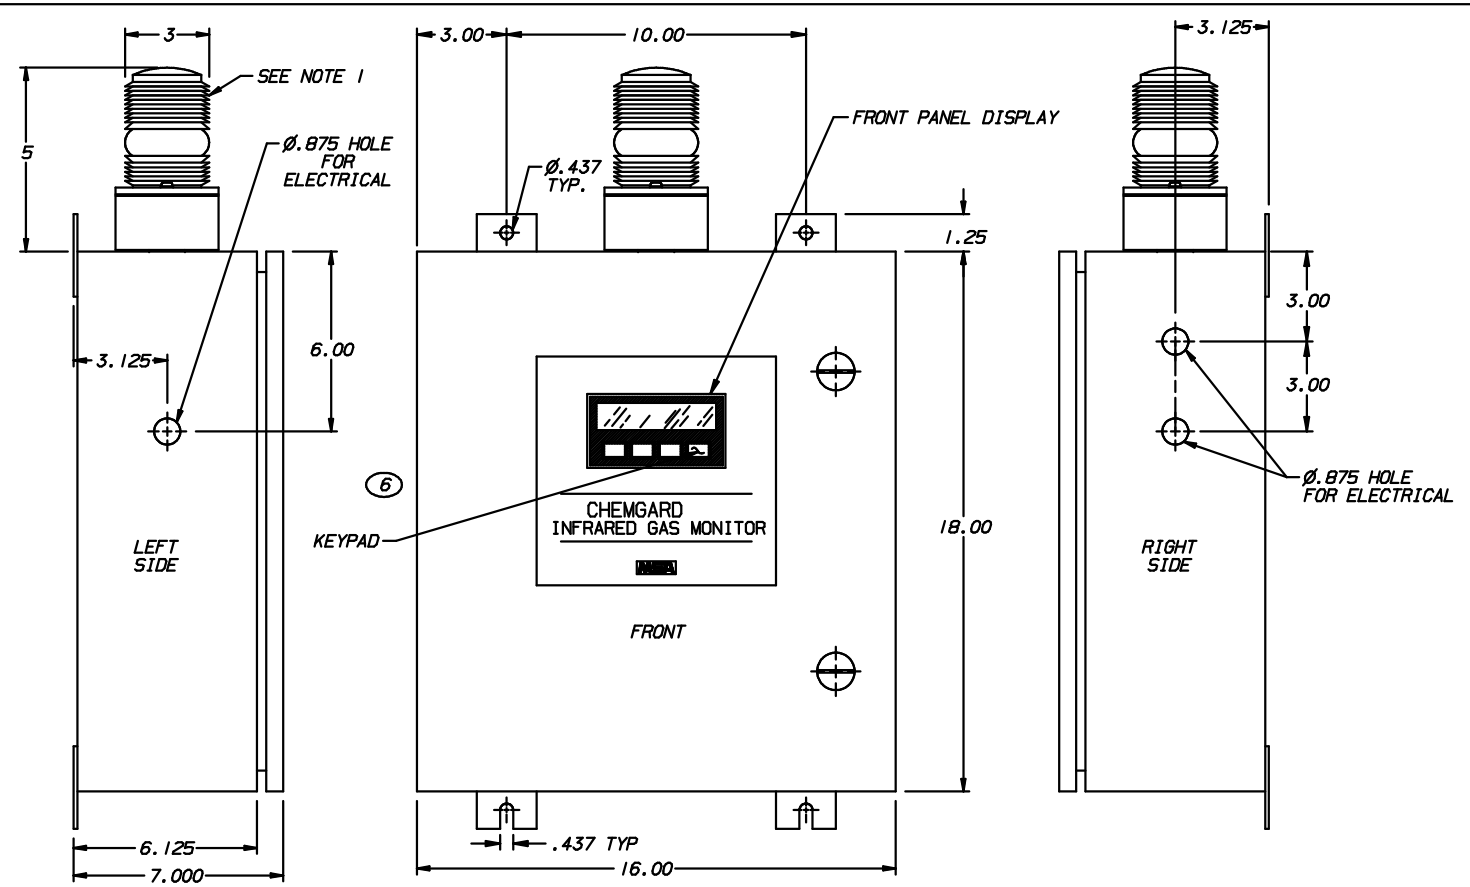 3
3.00
10.00
3.125
SEE NOTE 1
FRONT PANEL DISPLAY
5
Ø.875 HOLE
FOR
ELECTRICAL
Ø.437
TYP.
1.25
3.00
6.00
3.125
3.00
6
CHEMGARD
INFRARED GAS MONITOR
MSA
KEYPAD
18.00
Ø.875 HOLE
FOR ELECTRICAL
LEFT
SIDE
RIGHT
SIDE
FRONT
6.125
7.000
.437 TYP
16.00